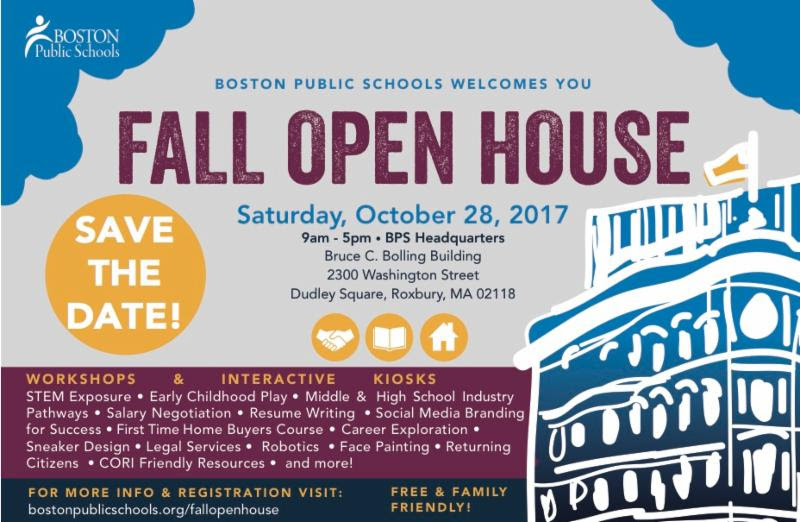 BOSTON
Public Schools
BOSTON PUBLIC SCHOOLS WELCOMES YOU
FALL OPEN HOUSE
SAVE
THE
DATE!
Saturday, October 28, 2017
9am - 5pm • BPS Headquarters
Bruce C. Bolling Building
2300 Washington Street
Dudley Square, Roxbury, MA 02118
WORKSHOPS & INTERACTIVE KIOSKS
STEM Exposure • Early Childhood Play • Middle & High School Industry
Pathways • Salary Negotiation • Resume Writing • Social Media Branding
for Success • First Time Home Buyers Course • Career Exploration •
Sneaker Design • Legal Services • Robotics • Face Painting • Returning
Citizens • CORI Friendly Resources • and more!
FOR MORE INFO & REGISTRATION VISIT:
bostonpublicschools.org/fallopenhouse
FREE & FAMILY
FRIENDLY!